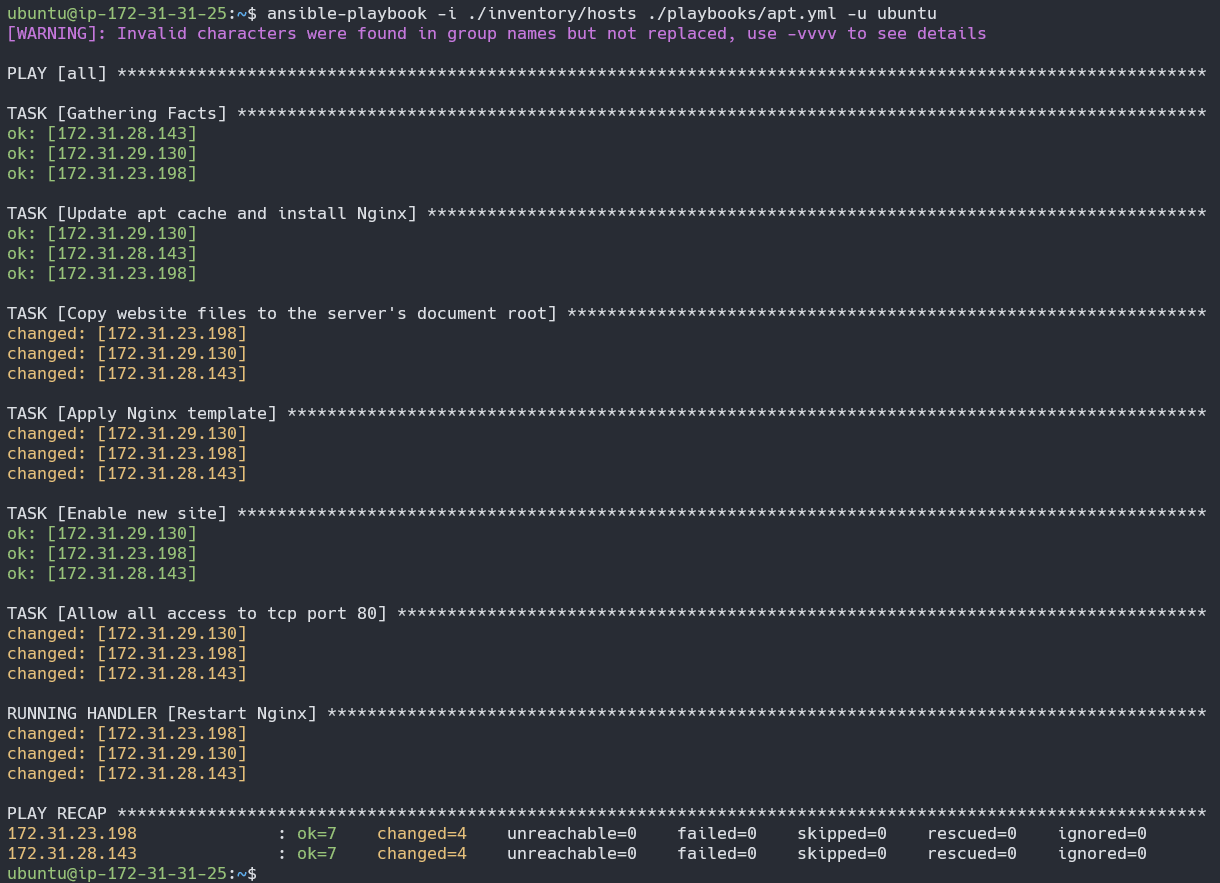 ubuntu@ip-172-31-31-25:~$ ansible-playbook -i ./inventory/hosts ./playbooks/apt.yml -u ubuntu
[WARNING]: Invalid characters were found in group names but not replaced, use -vvvv to see details
PLAY [all] *************************************************************************************************************
TASK [Gathering Facts] *************************************************************************************************
ok: [172.31.28.143]
ok: [172.31.29.130]
ok: [172.31.23.198]
TASK [Update apt cache and install Nginx] ******************************************************************************
ok: [172.31.29.130]
ok: [172.31.28.143]
ok: [172.31.23.198]
TASK [Copy website files to the server's document root] ****************************************************************
changed: [172.31.23.198]
changed: [172.31.29.130]
changed: [172.31.28.143]
TASK [Apply Nginx template] ********************************************************************************************
changed: [172.31.29.130]
changed: [172.31.23.198]
changed: [172.31.28.143]
TASK [Enable new site] *************************************************************************************************
ok: [172.31.29.130]
ok: [172.31.23.198]
ok: [172.31.28.143]
TASK [Allow all access to tcp port 80] *********************************************************************************
changed: [172.31.29.130]
changed: [172.31.23.198]
changed: [172.31.28.143]
RUNNING HANDLER [Restart Nginx] ****************************************************************************************
changed: [172.31.23.198]
changed: [172.31.29.130]
changed: [172.31.28.143]
PLAY RECAP *************************************************************************************************************
172.31.23.198              : ok=7    changed=4    unreachable=0    failed=0    skipped=0    rescued=0    ignored=0
172.31.28.143              : ok=7    changed=4    unreachable=0    failed=0    skipped=0    rescued=0    ignored=0
ubuntu@ip-172-31-31-25:~$